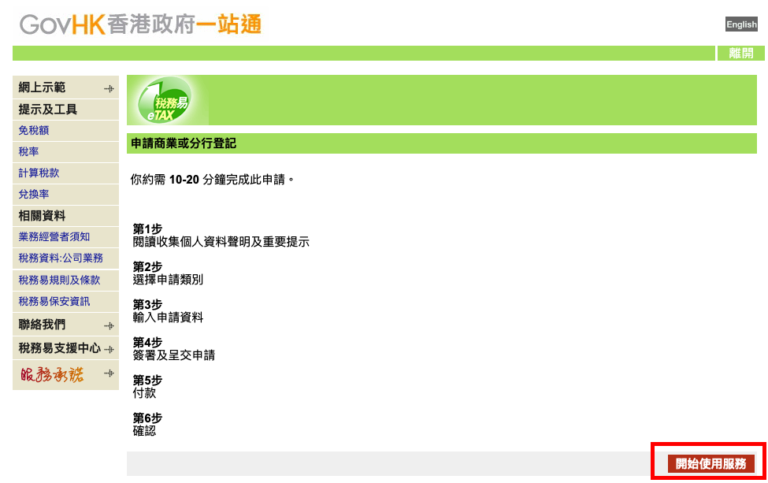 GovHK香港政府一站通
English
離開
網上示範
提示及工具
免稅額
稅率
計算稅款
兌換率
相關資料
業務經營者須知
稅務資料:公司業務
稅務易規則及條款
稅務易保安資訊
聯絡我們
稅務易支援中心
服務承諾
稅務易
eTAX
申請商業或分行登記
你約需 10-20 分鐘完成此申請。
第1步
閱讀收集個人資料聲明及重要提示
第2步
選擇申請類別
第3步
輸入申請資料
第4步
簽署及呈交申請
第5步
付款
第6步
確認
開始使用服務